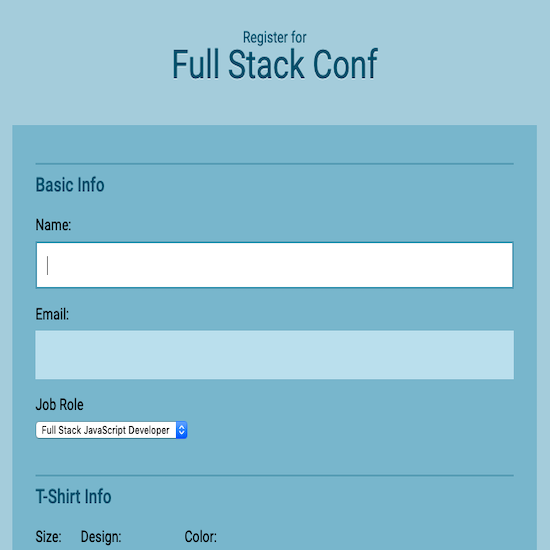 Register for
Full Stack Conf
Basic Info
Name:
Email:
Job Role
Full Stack JavaScript Developer
T-Shirt Info
Size: Design: Color: